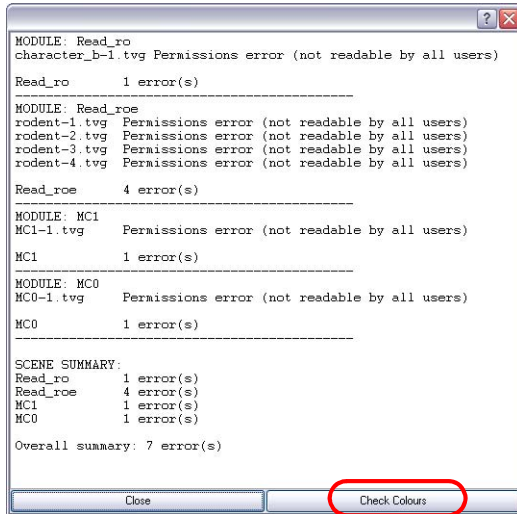 MODULE: Read_ro
character_b-1.tvg Permissions error (not readable by all users)
Read_ro 1 error(s)
------------------------------------------------
MODULE: Read_roe
rodent-1.tvg Permissions error (not readable by all users)
rodent-2.tvg Permissions error (not readable by all users)
rodent-3.tvg Permissions error (not readable by all users)
rodent-4.tvg Permissions error (not readable by all users)
Read_roe 4 error(s)
------------------------------------------------
MODULE: MC1
MC1-1.tvg Permissions error (not readable by all users)
MC1 1 error(s)
------------------------------------------------
MODULE: MC0
MC0-1.tvg Permissions error (not readable by all users)
MC0 1 error(s)
------------------------------------------------
SCENE SUMMARY:
Read_ro 1 error(s)
Read_roe 4 error(s)
MC1 1 error(s)
MC0 1 error(s)
Overall summary: 7 error(s)
Close Check Colours